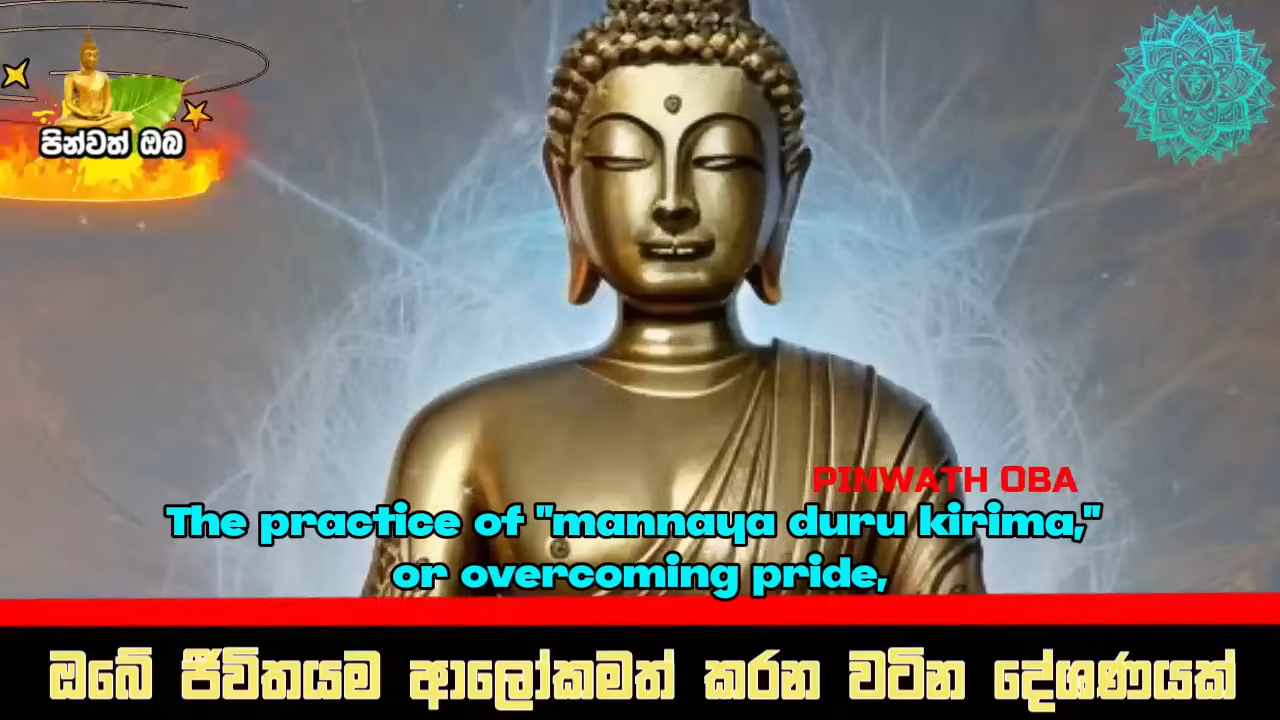 පින්වත් ඔබ
PINWATH OBA
The practice of "mannaya duru kirima,"
or overcoming pride,
ඔබේ ජීවිතයම ආලෝකමත් කරන වටින දේශණයක්